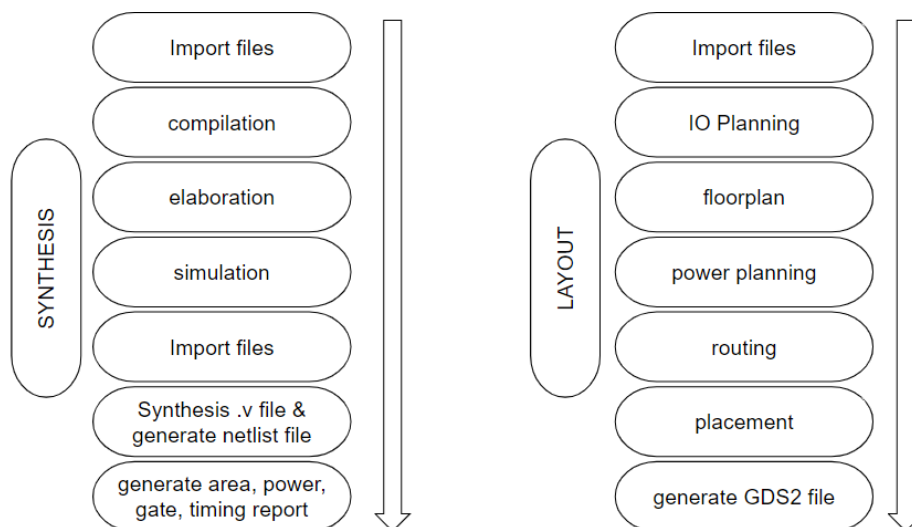 SYNTHESIS
Import files
compilation
elaboration
simulation
Import files
Synthesis .v file &
generate netlist file
generate area, power,
gate, timing report
LAYOUT
Import files
IO Planning
floorplan
power planning
routing
placement
generate GDS2 file